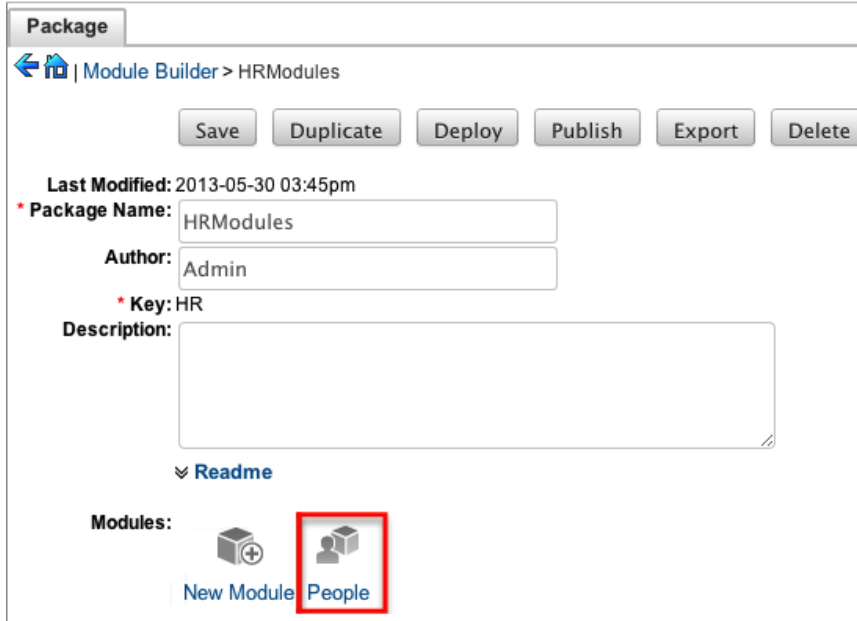 Package
| Module Builder > HRModules
Save Duplicate Deploy Publish Export Delete
Last Modified: 2013-05-30 03:45pm
* Package Name: HRModules
Author: Admin
* Key: HR
Description:
Readme
Modules:
New Module People